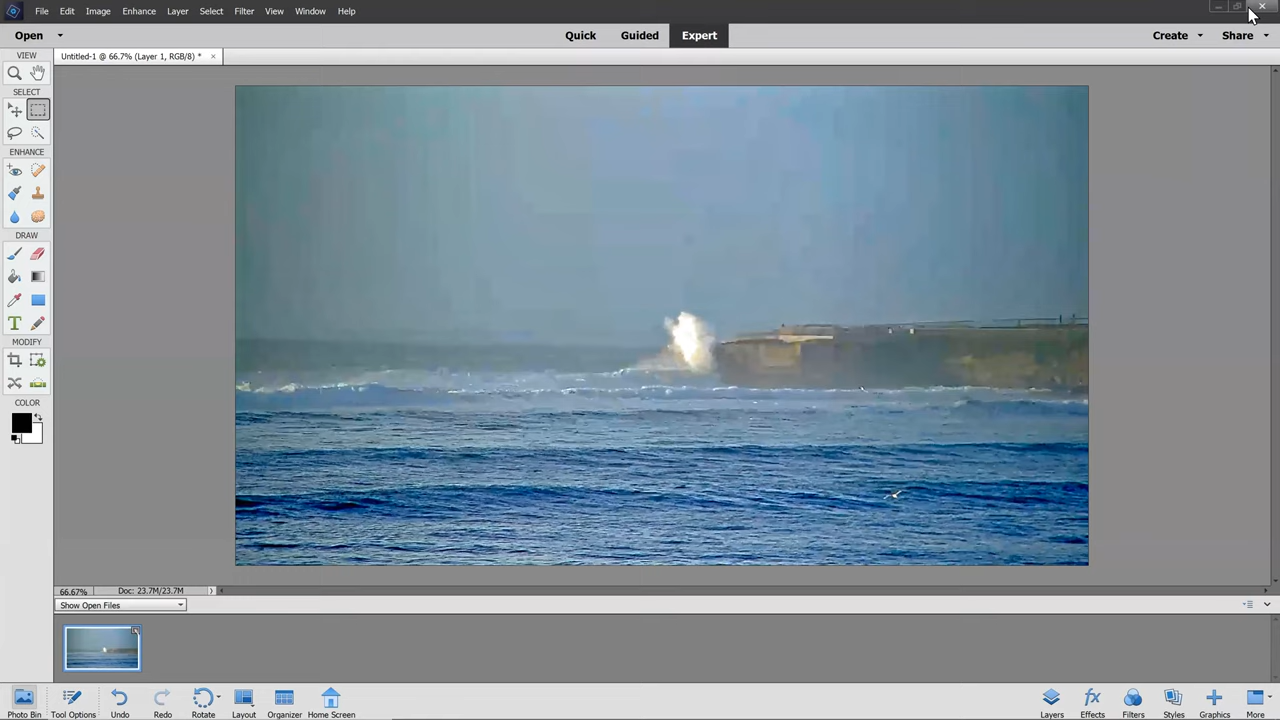 File Edit Image Enhance Layer Select Filter View Window Help
Open Quick Guided Expert Create Share
Untitled-1 @ 66.7% (Layer 1, RGB/8) * ×
VIEW
SELECT
ENHANCE
DRAW
T
MODIFY
COLOR
66.67% Doc: 23.7M/23.7M
Show Open Files
Photo Bin Tool Options Undo Redo Rotate Layout Organizer Home Screen Layers Effects Filters Styles Graphics More